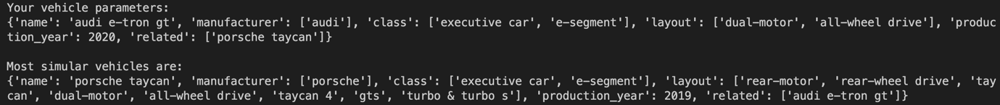 Your vehicle parameters:
{'name': 'audi e-tron gt', 'manufacturer': ['audi'], 'class': ['executive car', 'e-segment'], 'layout': ['dual-motor', 'all-wheel drive'], 'produc
tion_year': 2020, 'related': ['porsche taycan']}
Most simular vehicles are:
{'name': 'porsche taycan', 'manufacturer': ['porsche'], 'class': ['executive car', 'e-segment'], 'layout': ['rear-motor', 'rear-wheel drive', 'tay
can', 'dual-motor', 'all-wheel drive', 'taycan 4', 'gts', 'turbo & turbo s'], 'production_year': 2019, 'related': ['audi e-tron gt']}